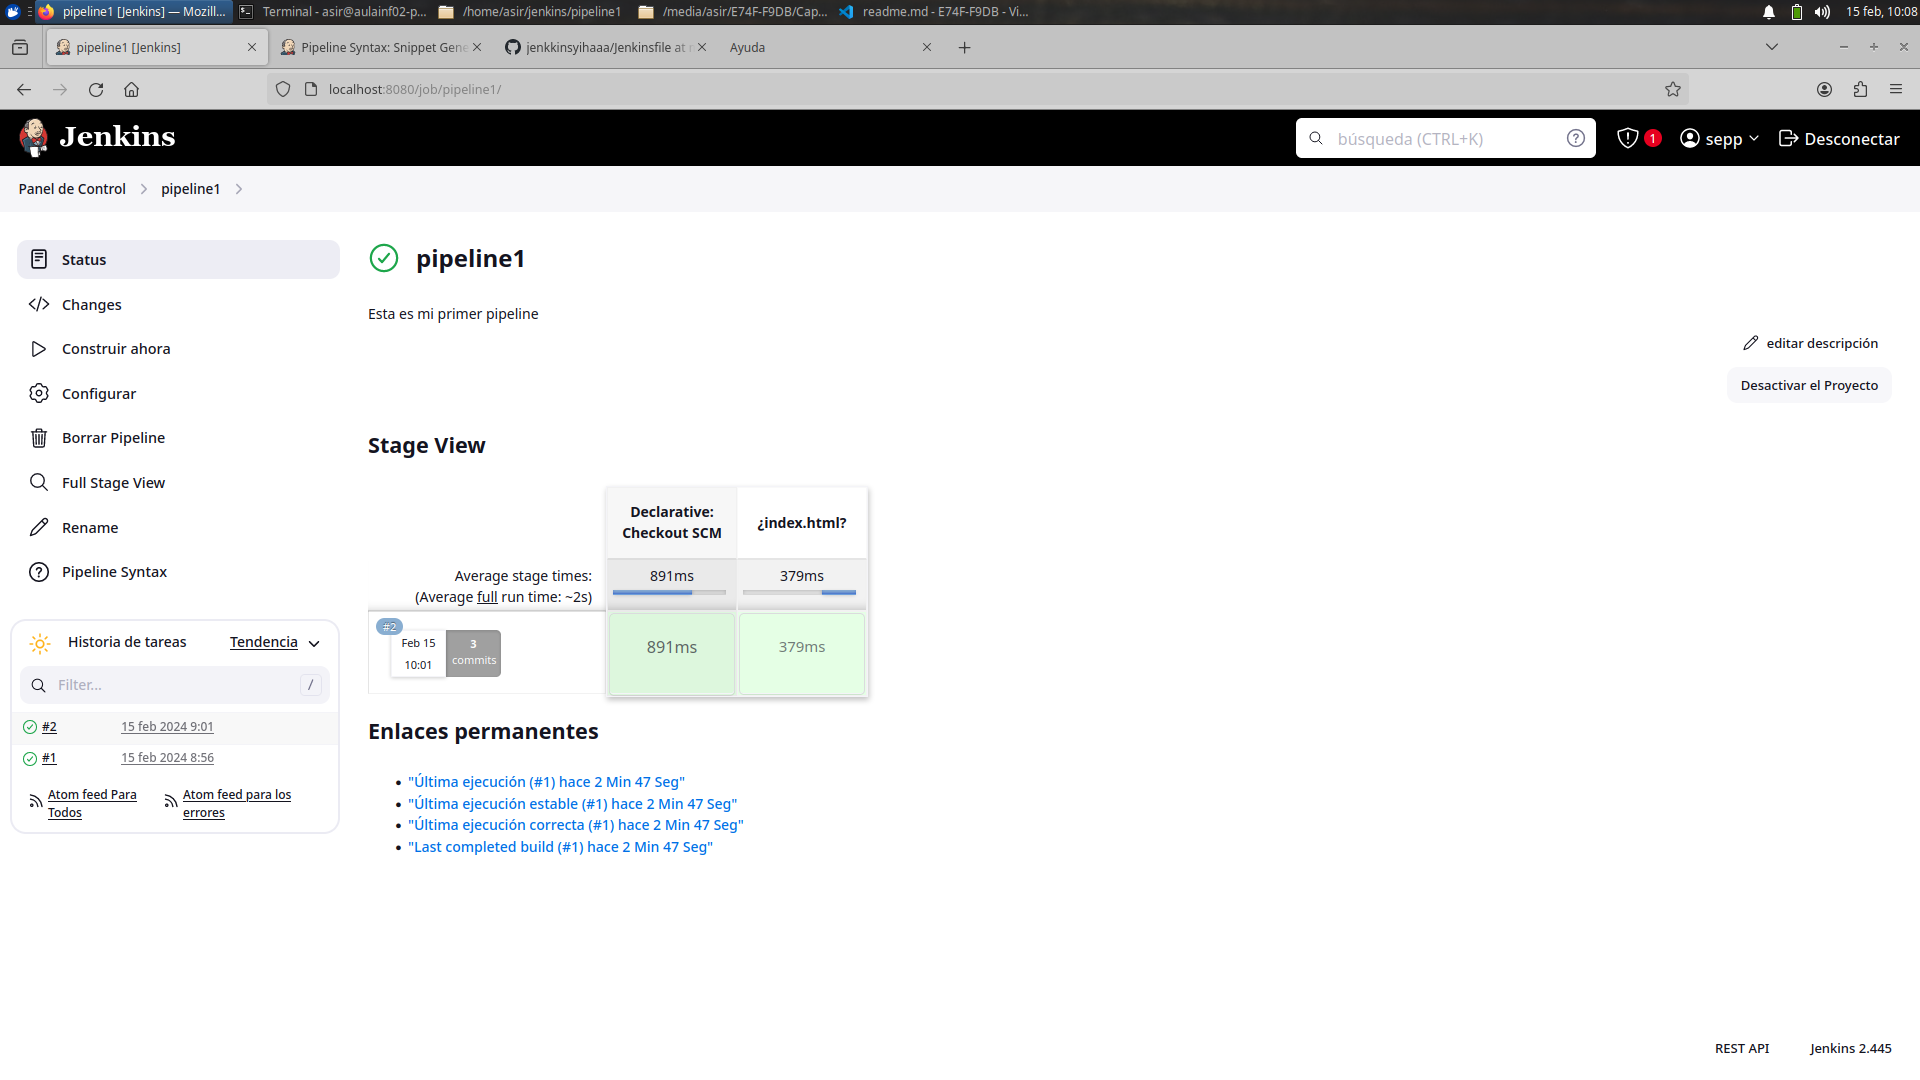 pipeline1 [Jenkins] — Mozill...
Terminal - asir@aulainf02-p...
/home/asir/jenkins/pipeline1
/media/asir/E74F-F9DB/Cap...
readme.md - E74F-F9DB - Vi...
15 feb, 10:08
pipeline1 [Jenkins]
Pipeline Syntax: Snippet Gene
jenkkinsyihaaa/Jenkinsfile at
Ayuda
localhost:8080/job/pipeline1/
Jenkins
búsqueda (CTRL+K)
1
sepp
Desconectar
Panel de Control
pipeline1
Status
Changes
Construir ahora
Configurar
Borrar Pipeline
Full Stage View
Rename
Pipeline Syntax
Historia de tareas
Tendencia
Filter...
/
#2
15 feb 2024 9:01
#1
15 feb 2024 8:56
Atom feed Para
Todos
Atom feed para los
errores
pipeline1
Esta es mi primer pipeline
editar descripción
Desactivar el Proyecto
Stage View
Declarative:
Checkout SCM
¿index.html?
Average stage times:
(Average full run time: ~2s)
891ms
379ms
#2
Feb 15
10:01
3
commits
891ms
379ms
Enlaces permanentes
"Última ejecución (#1) hace 2 Min 47 Seg"
"Última ejecución estable (#1) hace 2 Min 47 Seg"
"Última ejecución correcta (#1) hace 2 Min 47 Seg"
"Last completed build (#1) hace 2 Min 47 Seg"
REST API
Jenkins 2.445